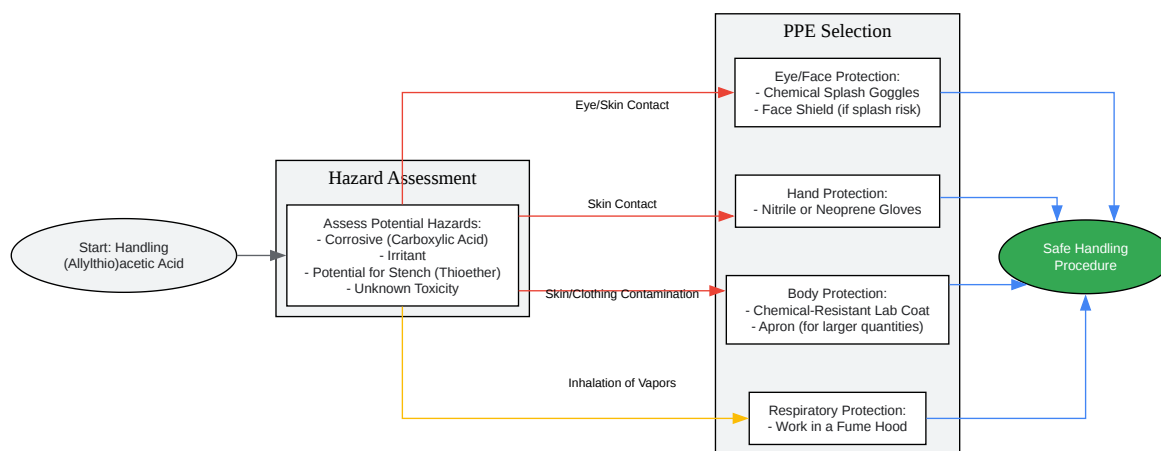 PPE Selection
Eye/Face Protection:
- Chemical Splash Goggles
- Face Shield (if splash risk)
Eye/Skin Contact
Hazard Assessment
Assess Potential Hazards:
- Corrosive (Carboxylic Acid)
- Irritant
- Potential for Stench (Thioether)
- Unknown Toxicity
Skin Contact
Hand Protection:
- Nitrile or Neoprene Gloves
Start: Handling
(Allylthio)acetic Acid
Safe Handling
Procedure
Skin/Clothing Contamination
Body Protection:
- Chemical-Resistant Lab Coat
- Apron (for larger quantities)
Inhalation of Vapors
Respiratory Protection:
- Work in a Fume Hood